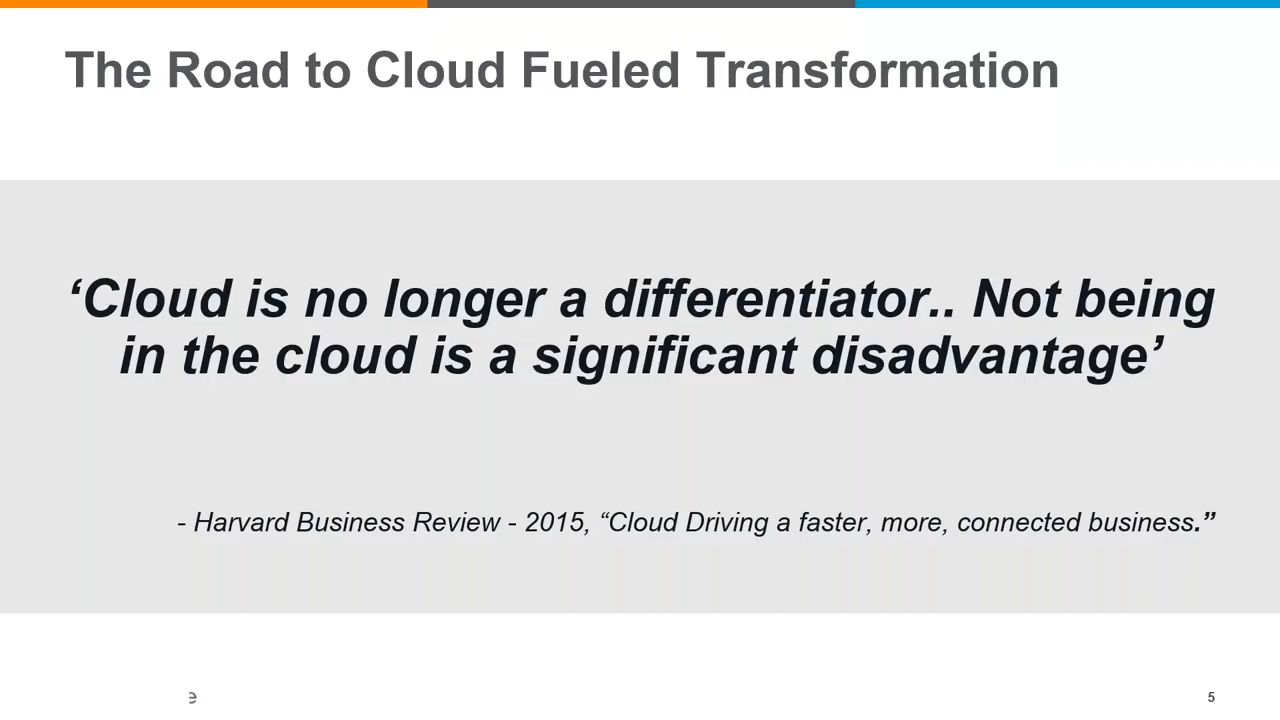 The Road to Cloud Fueled Transformation
‘Cloud is no longer a differentiator.. Not being
in the cloud is a significant disadvantage’
- Harvard Business Review - 2015, “Cloud Driving a faster, more, connected business.”
e
5